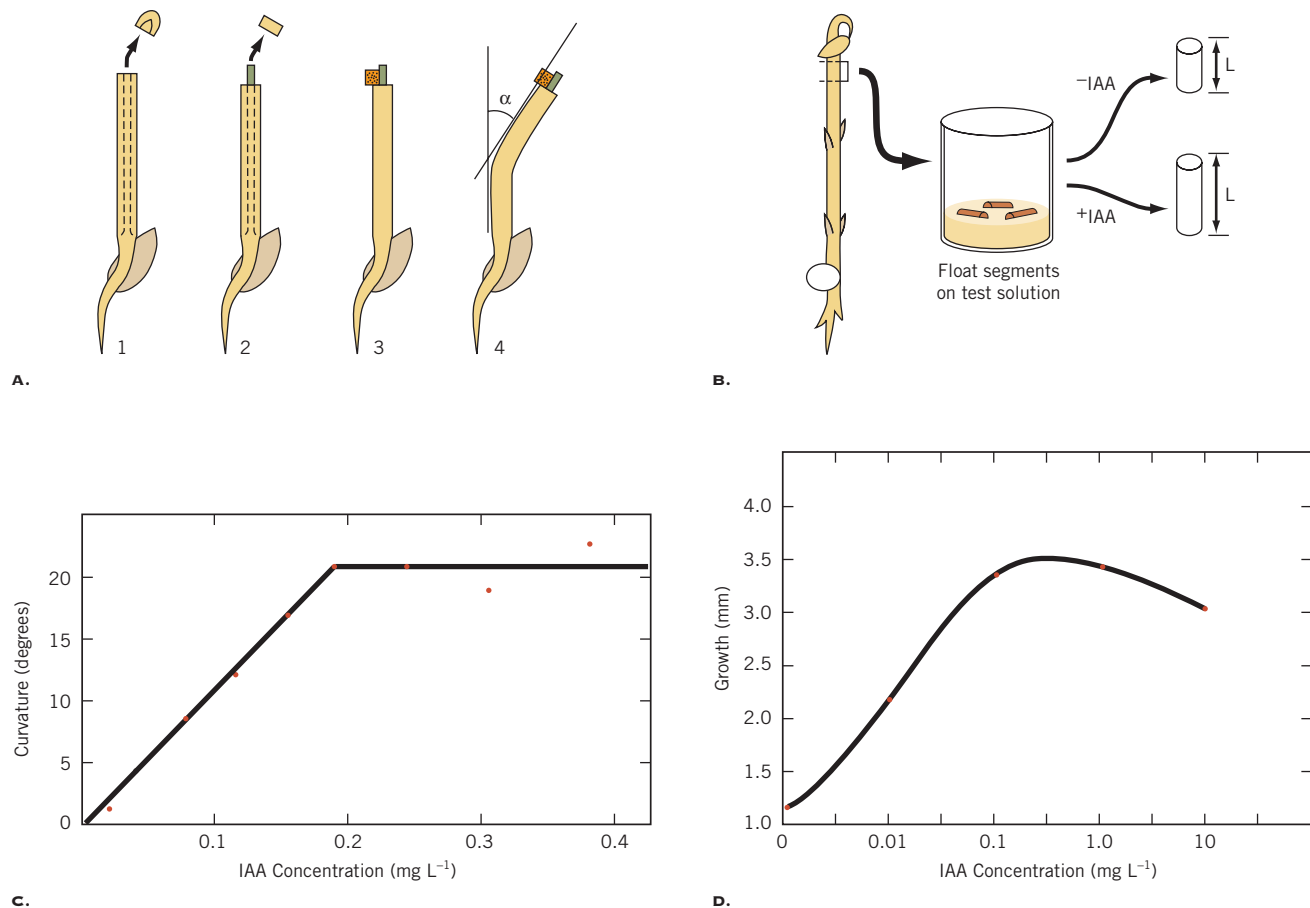 α
1
2
3
4
A.
−IAA
+IAA
L
L
Float segments
on test solution
B.
20
15
10
5
0
0.1
0.2
0.3
0.4
Curvature (degrees)
IAA Concentration (mg L⁻¹)
C.
4.0
3.5
3.0
2.5
2.0
1.5
1.0
0
0.01
0.1
1.0
10
Growth (mm)
IAA Concentration (mg L⁻¹)
D.